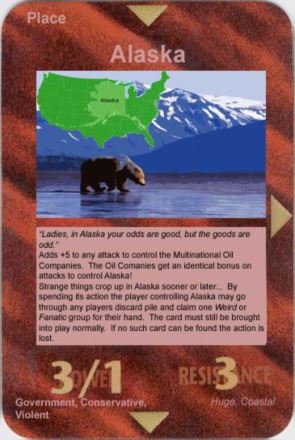 Place
Alaska
Alaska
"Ladies, in Alaska your odds are good, but the goods are
odd."
Adds +5 to any attack to control the Multinational Oil
Companies. The Oil Comanies get an identical bonus on
attacks to control Alaska!
Strange things crop up in Alaska sooner or later... By
spending its action the player controlling Alaska may go
through any players discard pile and claim one Weird or
Fanatic group for their hand. The card must still be brought
into play normally. If no such card can be found the action is
lost.
POWER RESISTANCE
3/1 3
Government, Conservative, Huge, Coastal
Violent